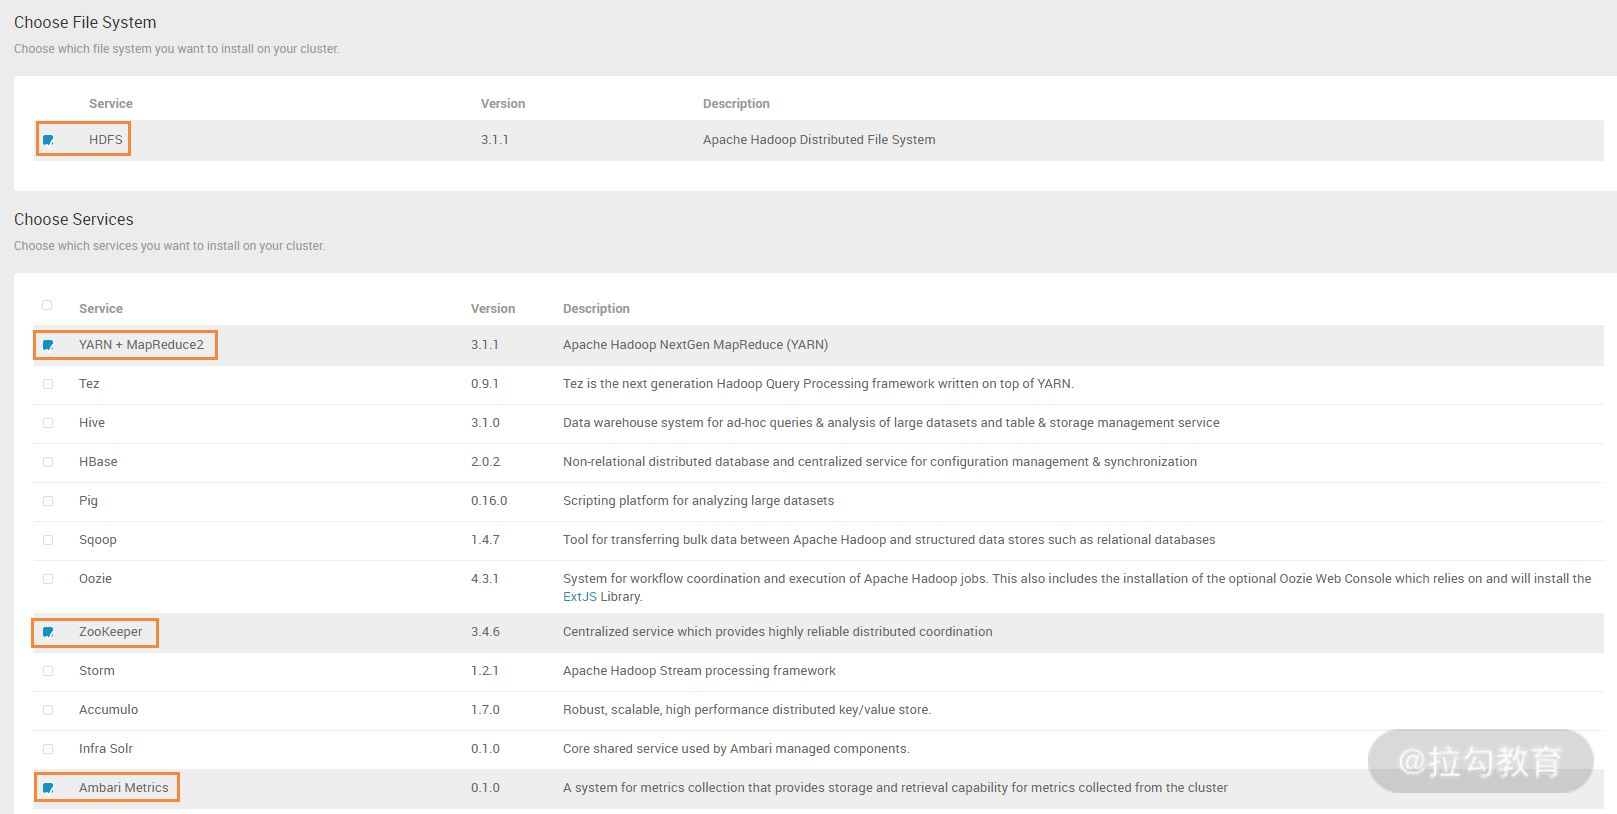 Choose File System
Choose which file system you want to install on your cluster.
Service Version Description
HDFS 3.1.1 Apache Hadoop Distributed File System
Choose Services
Choose which services you want to install on your cluster.
Service Version Description
YARN + MapReduce2 3.1.1 Apache Hadoop NextGen MapReduce (YARN)
Tez 0.9.1 Tez is the next generation Hadoop Query Processing framework written on top of YARN.
Hive 3.1.0 Data warehouse system for ad-hoc queries & analysis of large datasets and table & storage management service
HBase 2.0.2 Non-relational distributed database and centralized service for configuration management & synchronization
Pig 0.16.0 Scripting platform for analyzing large datasets
Sqoop 1.4.7 Tool for transferring bulk data between Apache Hadoop and structured data stores such as relational databases
Oozie 4.3.1 System for workflow coordination and execution of Apache Hadoop jobs. This also includes the installation of the optional Oozie Web Console which relies on and will install the
ExtJS Library.
ZooKeeper 3.4.6 Centralized service which provides highly reliable distributed coordination
Storm 1.2.1 Apache Hadoop Stream processing framework
Accumulo 1.7.0 Robust, scalable, high performance distributed key/value store.
Infra Solr 0.1.0 Core shared service used by Ambari managed components.
@拉勾教育
Ambari Metrics 0.1.0 A system for metrics collection that provides storage and retrieval capability for metrics collected from the cluster